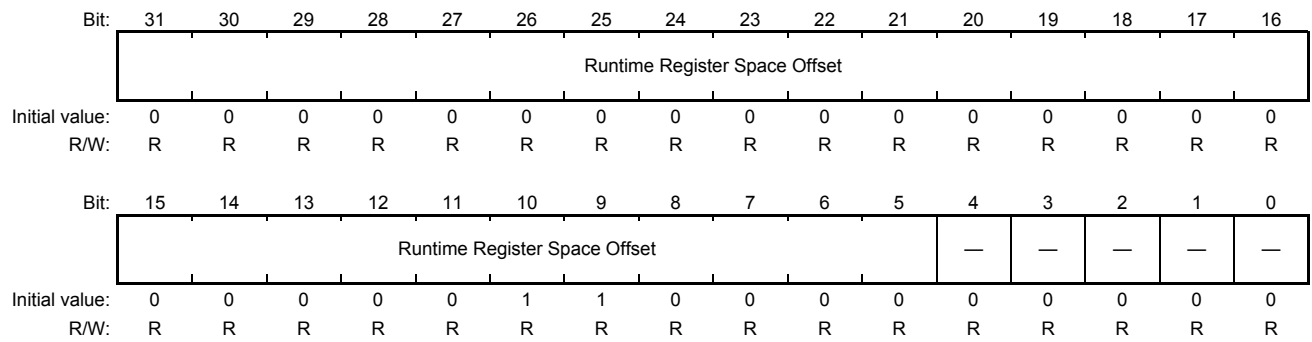 Bit: 31 30 29 28 27 26 25 24 23 22 21 20 19 18 17 16
Runtime Register Space Offset
Initial value: 0 0 0 0 0 0 0 0 0 0 0 0 0 0 0 0
R/W: R R R R R R R R R R R R R R R R
Bit: 15 14 13 12 11 10 9 8 7 6 5 4 3 2 1 0
Runtime Register Space Offset — — — — —
Initial value: 0 0 0 0 0 1 1 0 0 0 0 0 0 0 0 0
R/W: R R R R R R R R R R R R R R R R